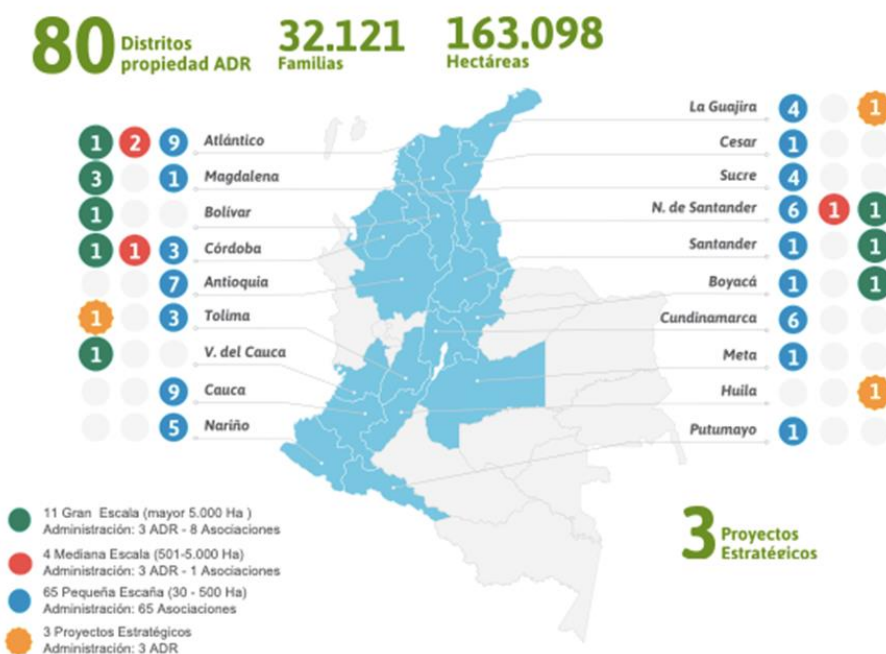 80 Distritos propiedad ADR
32.121 Familias
163.098 Hectáreas
1 2 9 Atlántico
3 1 Magdalena
1 Bolívar
1 1 3 Córdoba
7 Antioquia
1 3 Tolima
1 V. del Cauca
9 Cauca
5 Nariño
La Guajira 4 1
Cesar 1
Sucre 4
N. de Santander 6 1 1
Santander 1 1
Boyacá 1 1
Cundinamarca 6
Meta 1
Huila 1
Putumayo 1
11 Gran Escala (mayor 5.000 Ha )
Administración: 3 ADR - 8 Asociaciones
4 Mediana Escala (501-5.000 Ha)
Administración: 3 ADR - 1 Asociaciones
65 Pequeña Escaña (30 - 500 Ha)
Administración: 65 Asociaciones
3 Proyectos Estratégicos
Administración: 3 ADR
3 Proyectos Estratégicos